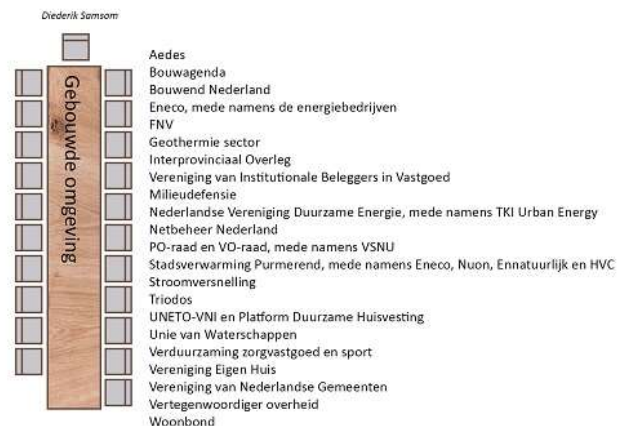 Diederik Samsom
Gebouwde omgeving
Aedes
Bouwagenda
Bouwend Nederland
Eneco, mede namens de energiebedrijven
FNV
Geothermie sector
Interprovinciaal Overleg
Vereniging van Institutionale Beleggers in Vastgoed
Milieudefensie
Nederlandse Vereniging Duurzame Energie, mede namens TKI Urban Energy
Netbeheer Nederland
PO-raad en VO-raad, mede namens VSNU
Stadsverwarming Purmerend, mede namens Eneco, Nuon, Ennatuurlijk en HVC
Stroomversnelling
Triodos
UNETO-VNI en Platform Duurzame Huisvesting
Unie van Waterschappen
Verduurzaming zorgvastgoed en sport
Vereniging Eigen Huis
Vereniging van Nederlandse Gemeenten
Vertegenwoordiger overheid
Woonbond